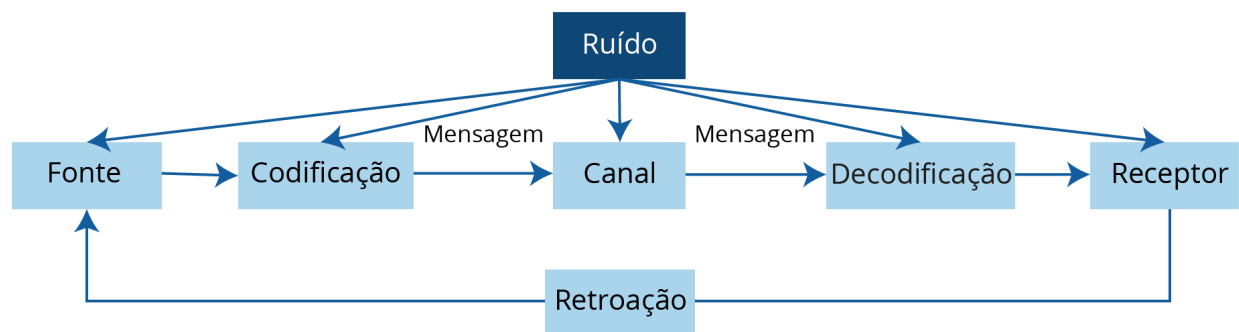 Ruído
Mensagem
Mensagem
Fonte
Codificação
Canal
Decodificação
Receptor
Retroação